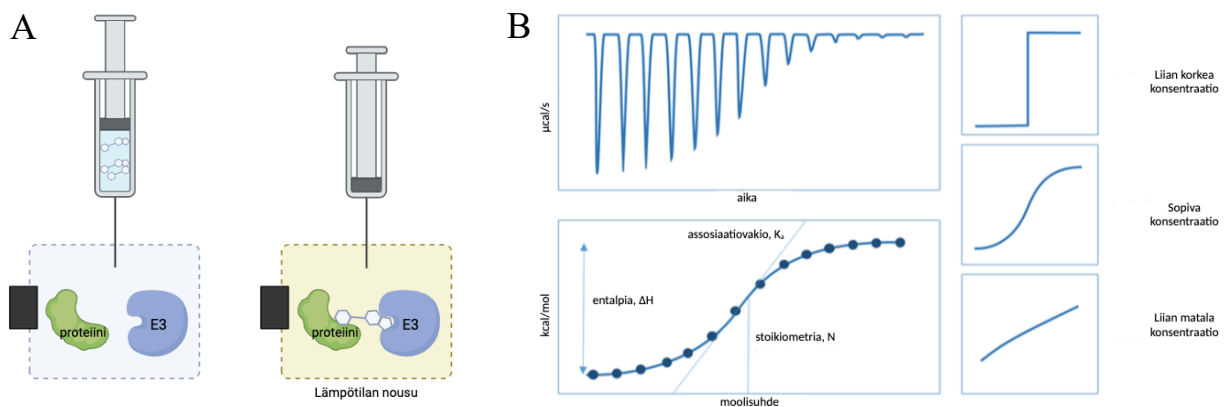 A
proteiini
E3
proteiini
E3
Lämpötilan nousu
B
µcal/s
aika
kcal/mol
entalpia, ΔH
assosiaatiovakio, Kₐ
stoikiometria, N
moolisuhde
Liian korkea
konsentraatio
Sopiva
konsentraatio
Liian matala
konsentraatio